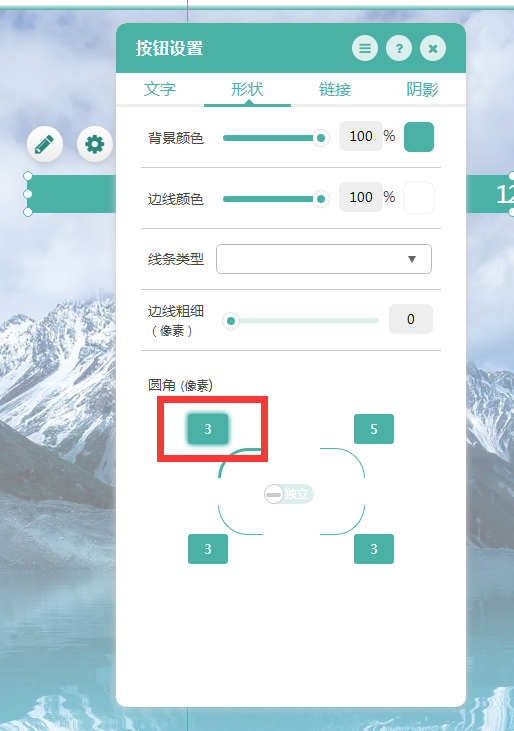 按钮设置
?
文字 形状 链接 阴影
背景颜色 100 %
边线颜色 100 %
12
线条类型
边线粗细
(像素) 0
圆角 (像素)
3 5
独立
3 3